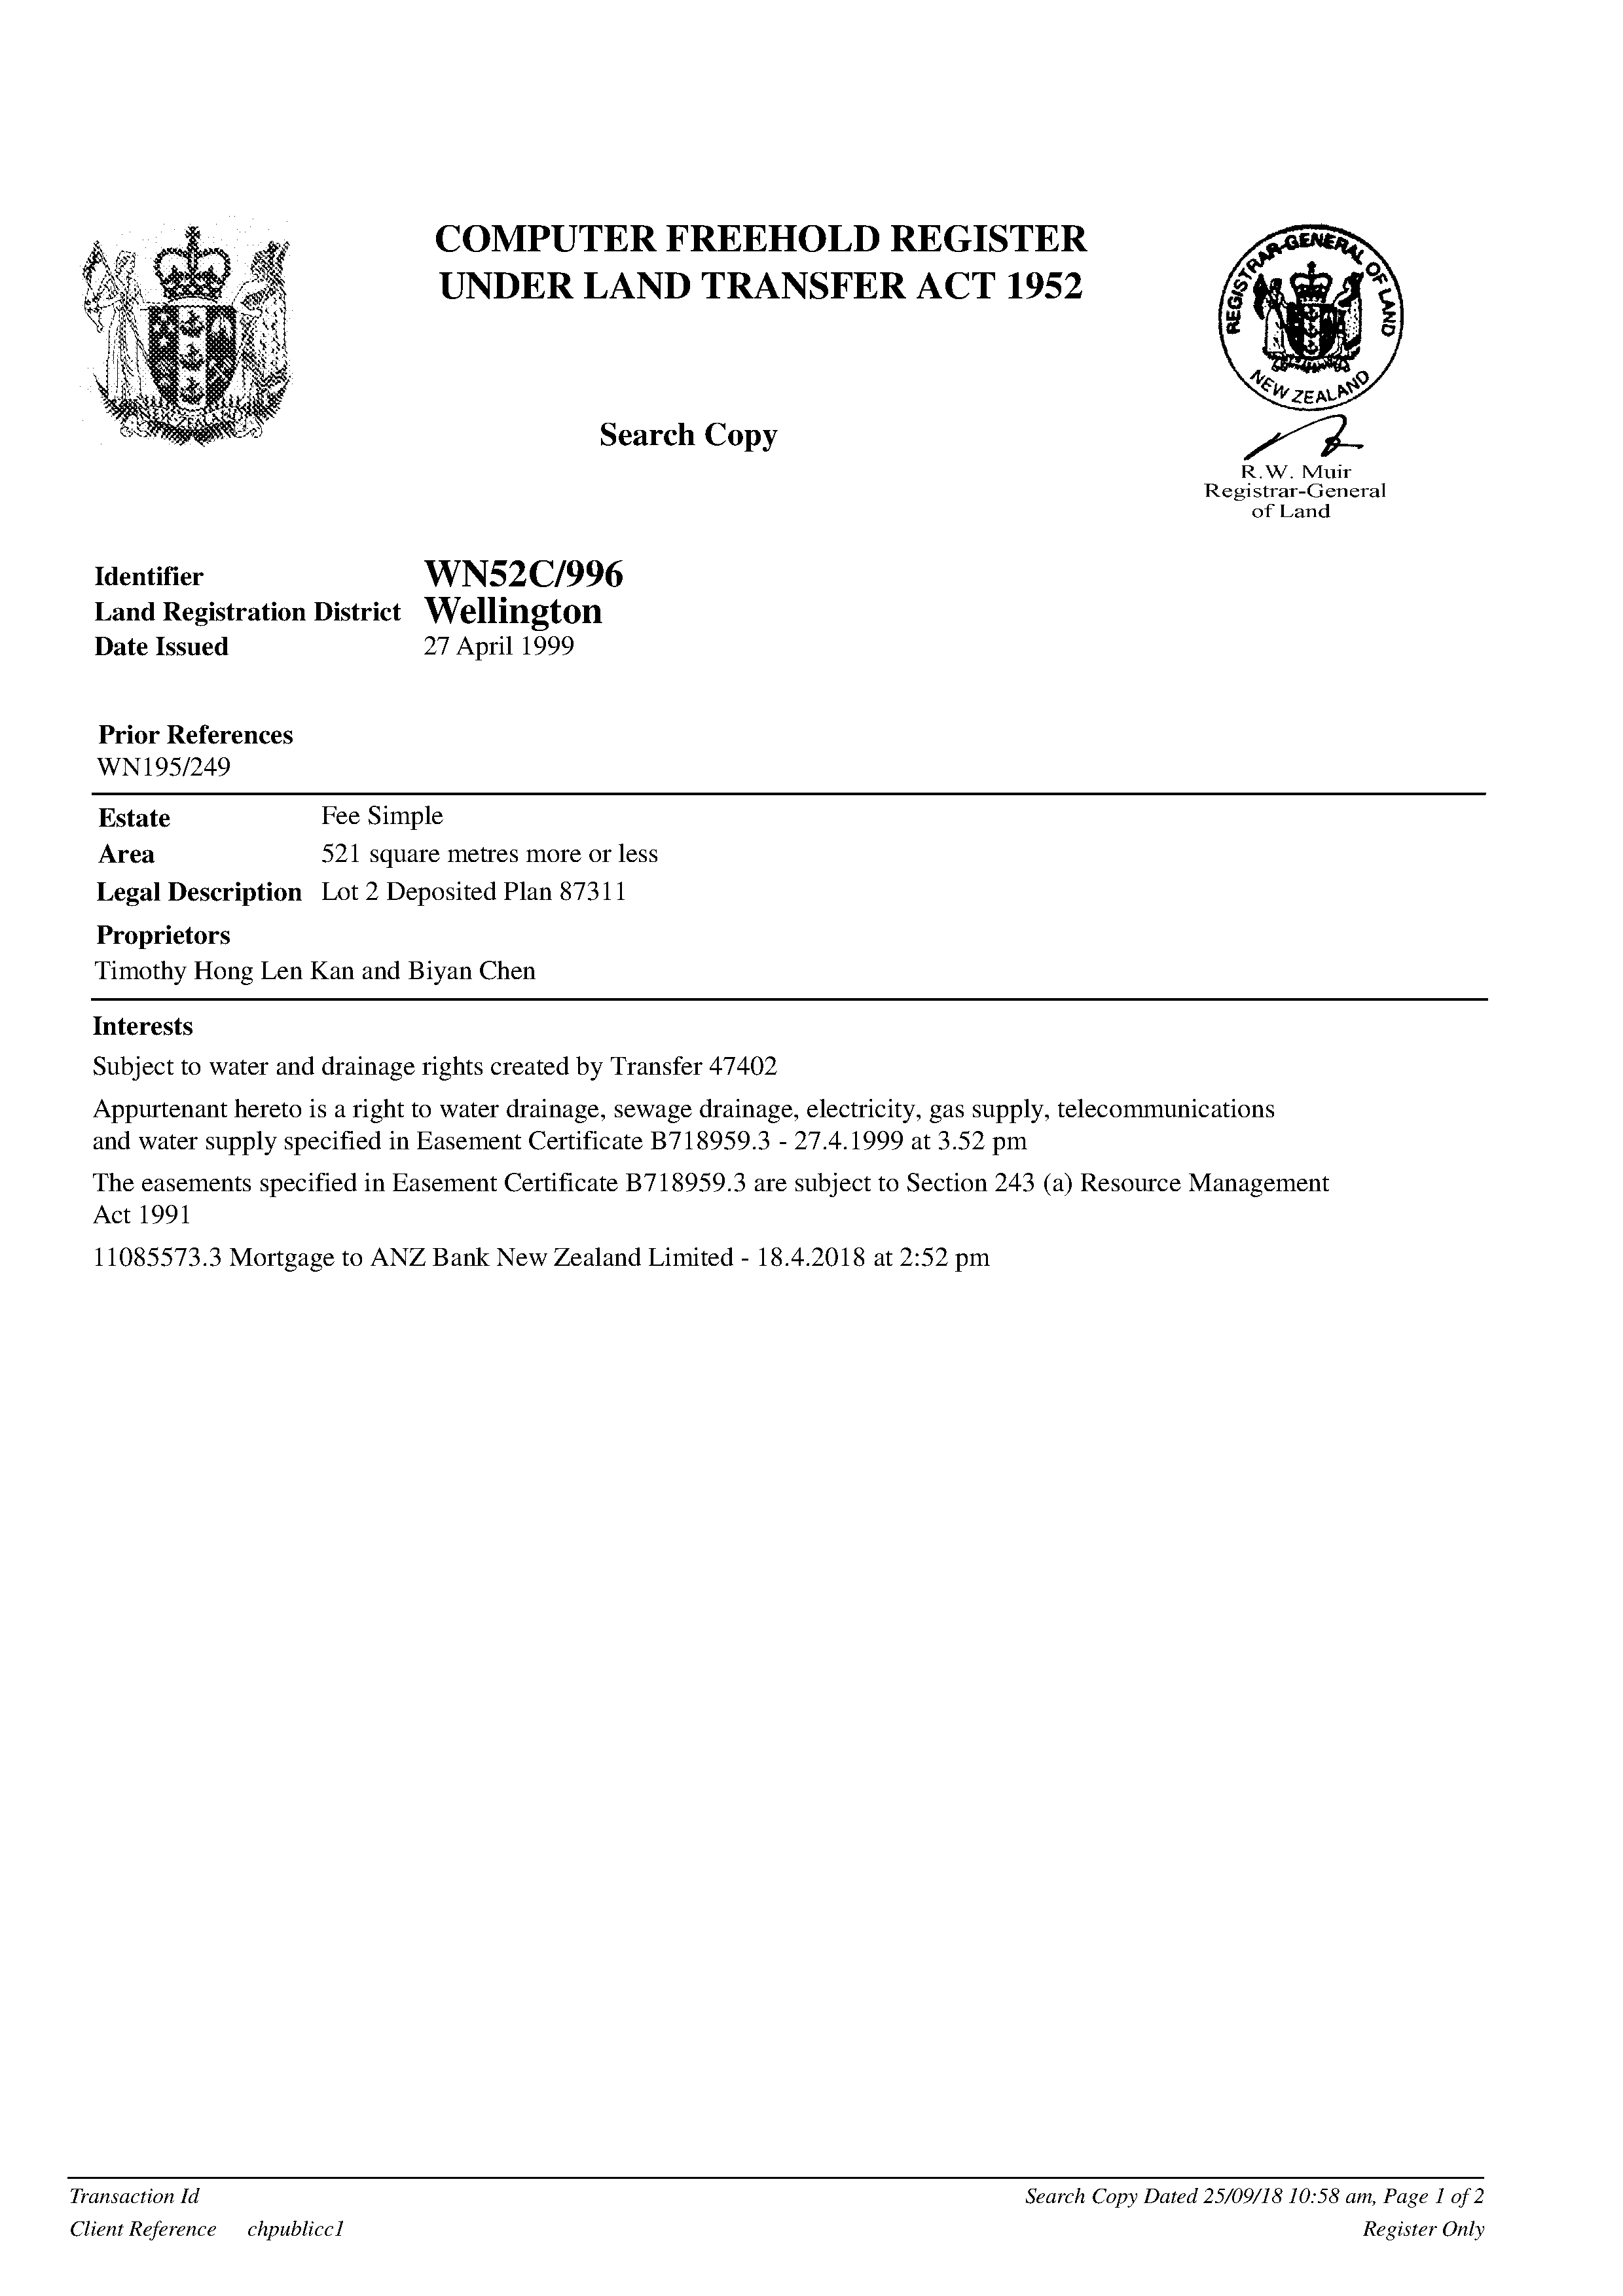 COMPUTER FREEHOLD REGISTER
UNDER LAND TRANSFER ACT 1952
Search Copy
REGISTRAR-GENERAL OF LAND
NEW ZEALAND
R.W. Muir
Registrar-General
of Land
Identifier WN52C/996
Land Registration District Wellington
Date Issued 27 April 1999
Prior References
WN195/249
Estate Fee Simple
Area 521 square metres more or less
Legal Description Lot 2 Deposited Plan 87311
Proprietors
Timothy Hong Len Kan and Biyan Chen
Interests
Subject to water and drainage rights created by Transfer 47402
Appurtenant hereto is a right to water drainage, sewage drainage, electricity, gas supply, telecommunications
and water supply specified in Easement Certificate B718959.3 - 27.4.1999 at 3.52 pm
The easements specified in Easement Certificate B718959.3 are subject to Section 243 (a) Resource Management
Act 1991
11085573.3 Mortgage to ANZ Bank New Zealand Limited - 18.4.2018 at 2:52 pm
Transaction Id
Search Copy Dated 25/09/18 10:58 am, Page 1 of 2
Client Reference chpublicc1
Register Only